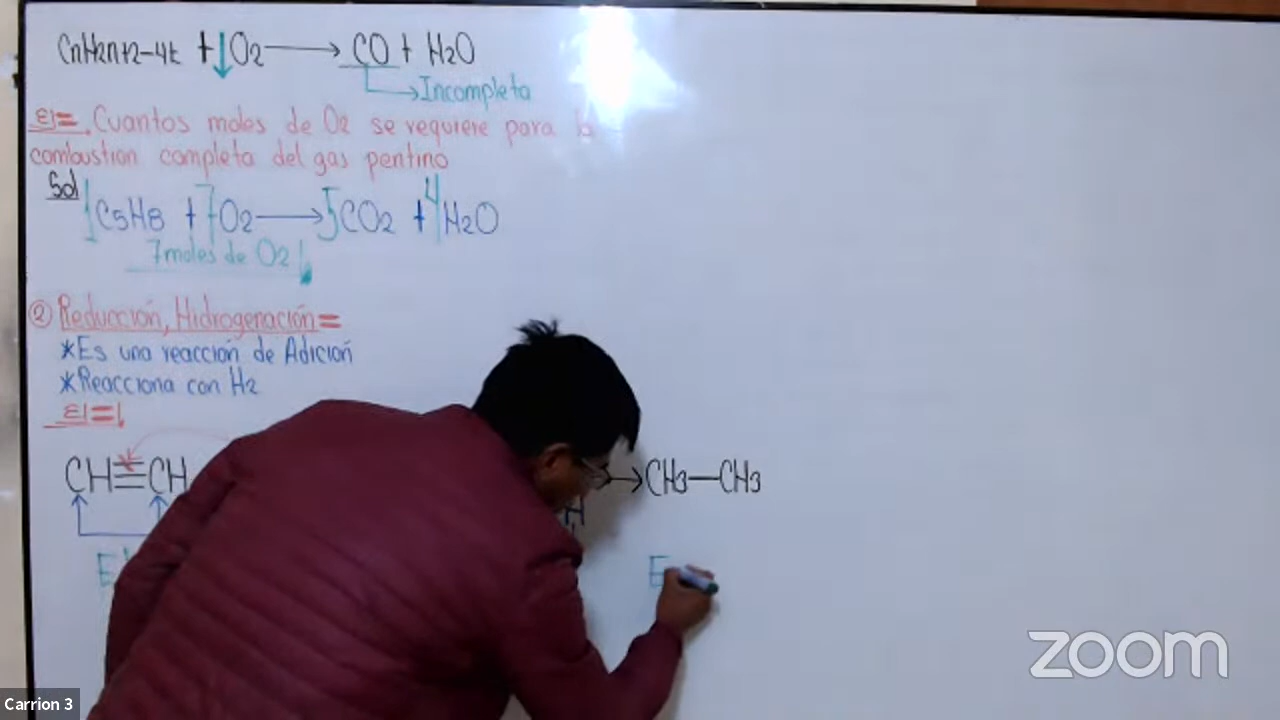 CnH2n+2-4t + ↓O2 → CO + H2O
→Incompleta
Ej=. Cuantos moles de O2 se requiere para la
combustion completa del gas pentino
Sol
1C5H8 + 7O2 → 5CO2 + 4H2O
7moles de O2
② Reducción, Hidrogenación=
*Es una reacción de Adición
*Reacciona con H2
Ej=1
CH≡CH → CH3—CH3
H
E E
zoom
Carrion 3